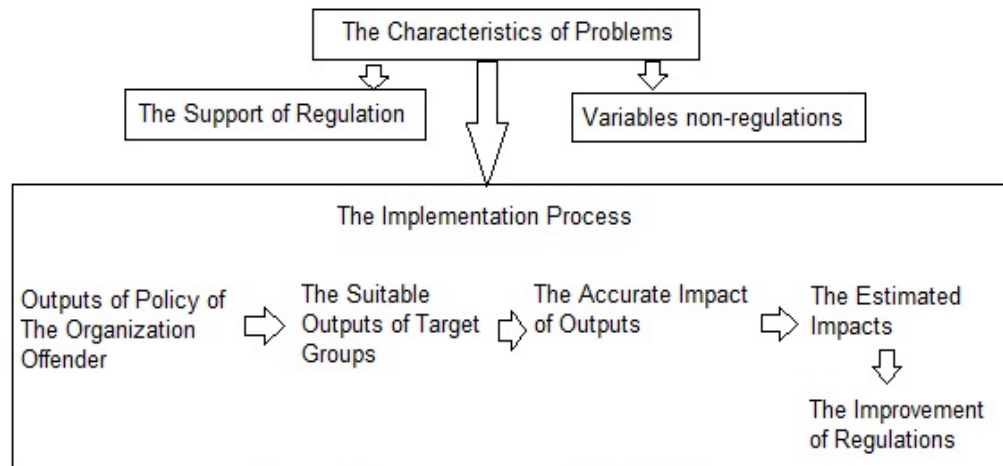 The Characteristics of Problems
The Support of Regulation
Variables non-regulations
The Implementation Process
Outputs of Policy of
The Organization
Offender
The Suitable
Outputs of Target
Groups
The Accurate Impact
of Outputs
The Estimated
Impacts
The Improvement
of Regulations